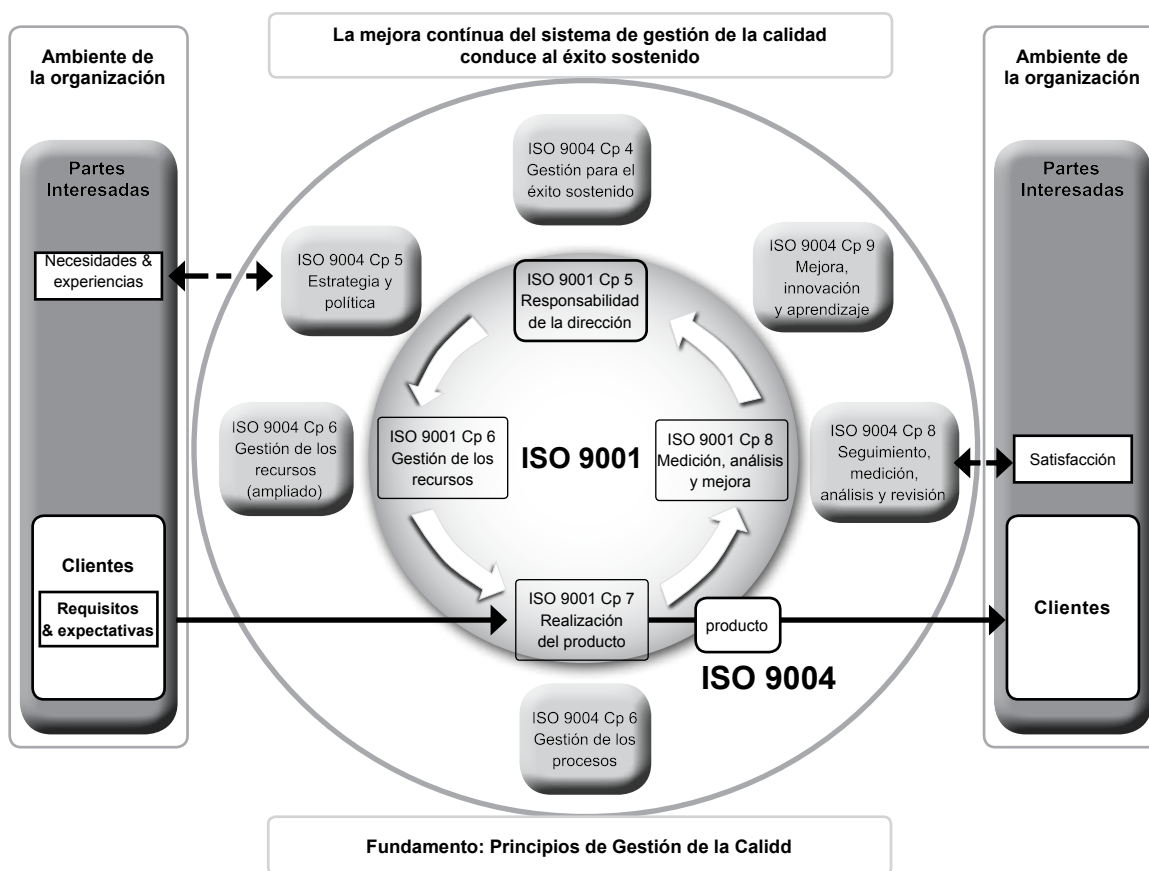 La mejora contínua del sistema de gestión de la calidad
conduce al éxito sostenido
Ambiente de
la organización
Partes
Interesadas
Necesidades &
experiencias
Clientes
Requisitos
& expectativas
ISO 9004 Cp 4
Gestión para el
éxito sostenido
ISO 9004 Cp 5
Estrategia y
política
ISO 9004 Cp 9
Mejora,
innovación
y aprendizaje
ISO 9001 Cp 5
Responsabilidad
de la dirección
ISO 9004 Cp 6
Gestión de los
recursos
(ampliado)
ISO 9001 Cp 6
Gestión de los
recursos
ISO 9001
ISO 9001 Cp 8
Medición, análisis
y mejora
ISO 9004 Cp 8
Seguimiento,
medición,
análisis y revisión
ISO 9001 Cp 7
Realización
del producto
producto
ISO 9004
ISO 9004 Cp 6
Gestión de los
procesos
Ambiente de
la organización
Partes
Interesadas
Satisfacción
Clientes
Fundamento: Principios de Gestión de la Calidd